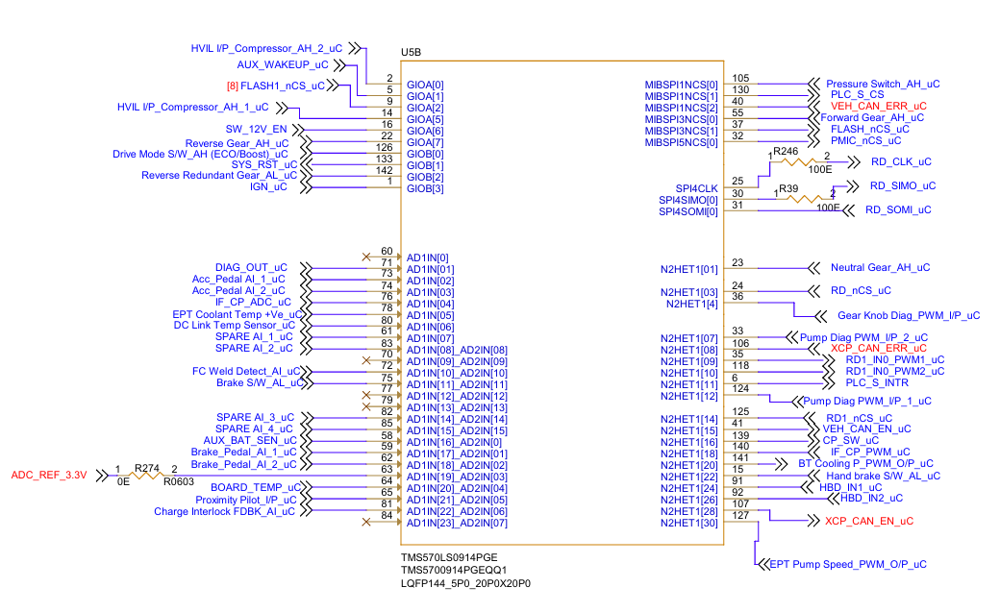 U5B
HVIL I/P_Compressor_AH_2_uC
AUX_WAKEUP_uC
[8] FLASH1_nCS_uC
HVIL I/P_Compressor_AH_1_uC
SW_12V_EN
Reverse Gear_AH_uC
Drive Mode S/W_AH (ECO/Boost)_uC
SYS_RST_uC
Reverse Redundant Gear_AL_uC
IGN_uC
2 GIOA[0]
5 GIOA[1]
9 GIOA[2]
14 GIOA[5]
16 GIOA[6]
22 GIOA[7]
126 GIOB[0]
133 GIOB[1]
142 GIOB[2]
1 GIOB[3]
60 AD1IN[0]
DIAG_OUT_uC 71 AD1IN[01]
Acc_Pedal AI_1_uC 73 AD1IN[02]
Acc_Pedal AI_2_uC 74 AD1IN[03]
IF_CP_ADC_uC 76 AD1IN[04]
EPT Coolant Temp +Ve_uC 78 AD1IN[05]
DC Link Temp Sensor_uC 80 AD1IN[06]
SPARE AI_1_uC 61 AD1IN[07]
SPARE AI_2_uC 83 AD1IN[08]_AD2IN[08]
70 AD1IN[09]_AD2IN[09]
FC Weld Detect_AI_uC 72 AD1IN[10]_AD2IN[10]
Brake S/W_AL_uC 75 AD1IN[11]_AD2IN[11]
77 AD1IN[12]_AD2IN[12]
79 AD1IN[13]_AD2IN[13]
SPARE AI_3_uC 82 AD1IN[14]_AD2IN[14]
SPARE AI_4_uC 85 AD1IN[15]_AD2IN[15]
AUX_BAT_SEN_uC 58 AD1IN[16]_AD2IN[0]
Brake_Pedal_AI_1_uC 59 AD1IN[17]_AD2IN[01]
Brake_Pedal_AI_2_uC 62 AD1IN[18]_AD2IN[02]
ADC_REF_3.3V 1 R274 2 0E R0603 63 AD1IN[19]_AD2IN[03]
BOARD_TEMP_uC 64 AD1IN[20]_AD2IN[04]
Proximity Pilot_I/P_uC 65 AD1IN[21]_AD2IN[05]
Charge Interlock FDBK_AI_uC 81 AD1IN[22]_AD2IN[06]
84 AD1IN[23]_AD2IN[07]
MIBSPI1NCS[0] 105 Pressure Switch_AH_uC
MIBSPI1NCS[1] 130 PLC_S_CS
MIBSPI1NCS[2] 40 VEH_CAN_ERR_uC
MIBSPI3NCS[0] 55 Forward Gear_AH_uC
MIBSPI3NCS[1] 37 FLASH_nCS_uC
MIBSPI5NCS[0] 32 PMIC_nCS_uC
1 R246 2 100E RD_CLK_uC
SPI4CLK 25
SPI4SIMO[0] 30 1 R39 2 100E RD_SIMO_uC
SPI4SOMI[0] 31 RD_SOMI_uC
N2HET1[01] 23 Neutral Gear_AH_uC
N2HET1[03] 24 RD_nCS_uC
N2HET1[4] 36 Gear Knob Diag_PWM_I/P_uC
N2HET1[07] 33 Pump Diag PWM_I/P_2_uC
N2HET1[08] 106 XCP_CAN_ERR_uC
N2HET1[09] 35 RD1_IN0_PWM1_uC
N2HET1[10] 118 RD1_IN0_PWM2_uC
N2HET1[11] 6 PLC_S_INTR
N2HET1[12] 124 Pump Diag PWM_I/P_1_uC
N2HET1[14] 125 RD1_nCS_uC
N2HET1[15] 41 VEH_CAN_EN_uC
N2HET1[16] 139 CP_SW_uC
N2HET1[18] 140 IF_CP_PWM_uC
N2HET1[20] 141 BT Cooling P_PWM_O/P_uC
N2HET1[22] 15 Hand brake S/W_AL_uC
N2HET1[24] 91 HBD_IN1_uC
N2HET1[26] 92 HBD_IN2_uC
N2HET1[28] 107 XCP_CAN_EN_uC
N2HET1[30] 127 EPT Pump Speed_PWM_O/P_uC
TMS570LS0914PGE
TMS5700914PGEQQ1
LQFP144_5P0_20P0X20P0